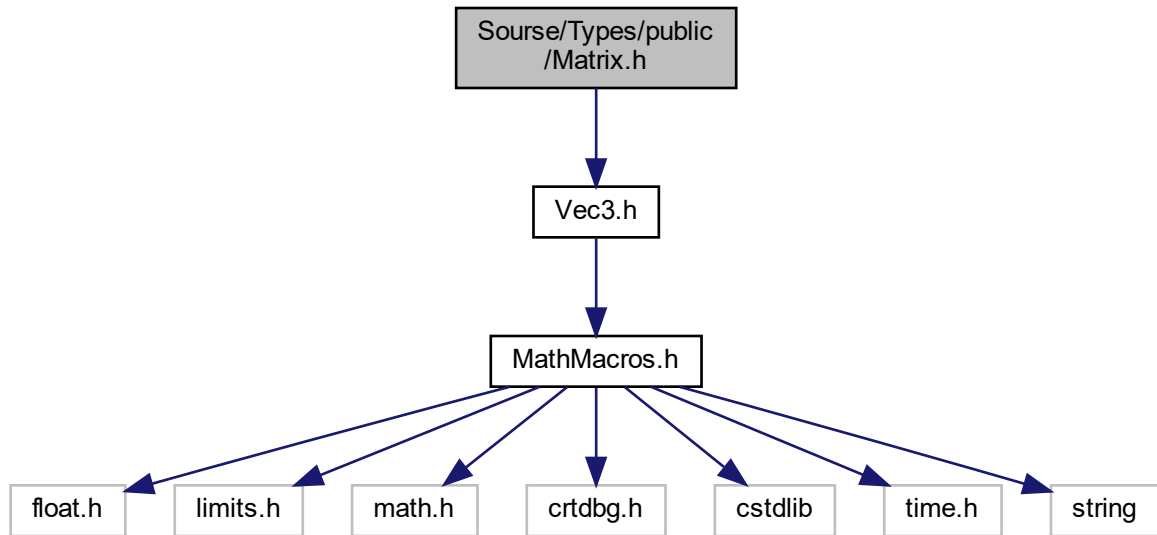 Sourse/Types/public
/Matrix.h
Vec3.h
MathMacros.h
float.h
limits.h
math.h
crtdbg.h
cstdlib
time.h
string